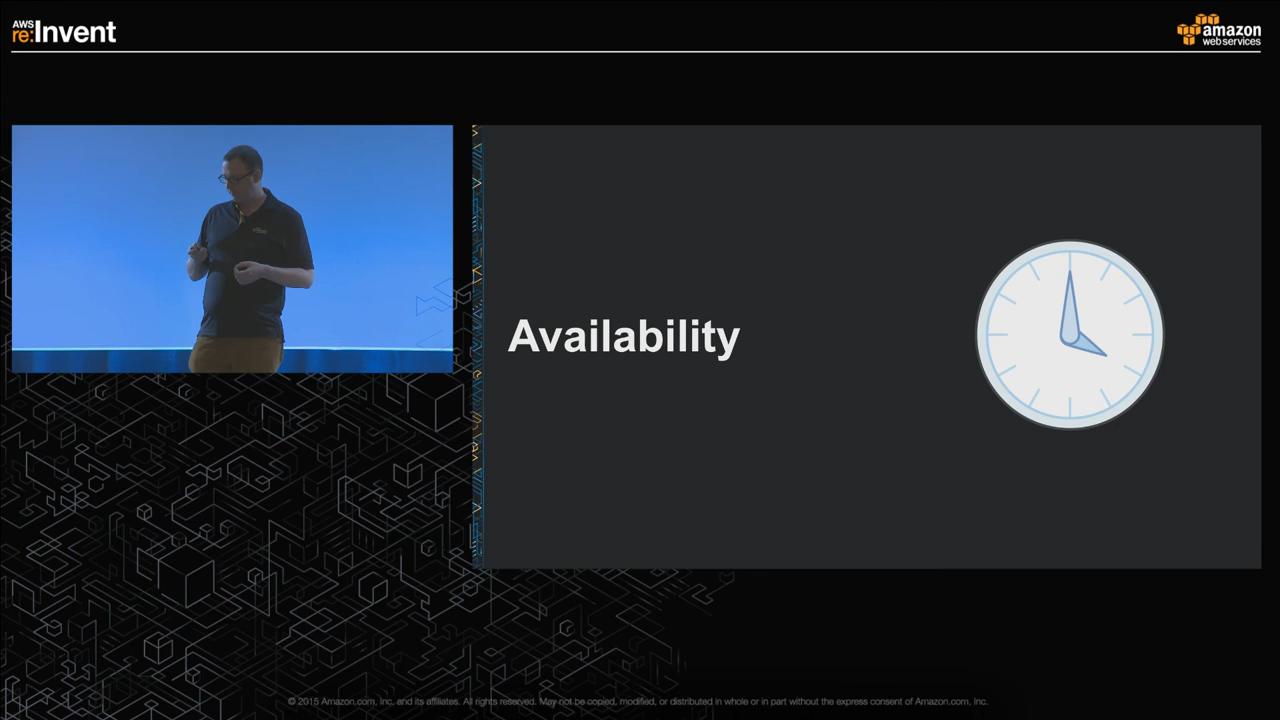 AWS
re:Invent
amazon
web services
Availability
© 2015 Amazon.com, Inc. and its affiliates. All rights reserved. May not be copied, modified, or distributed in whole or in part without the express consent of Amazon.com, Inc.